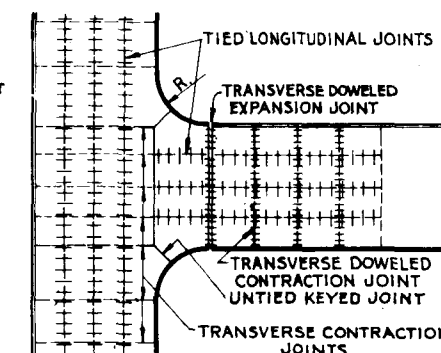 TIED LONGITUDINAL JOINTS
R.
r
TRANSVERSE DOWELED
EXPANSION JOINT
TRANSVERSE DOWELED
CONTRACTION JOINT
UNTIED KEYED JOINT
TRANSVERSE CONTRACTION
JOINTS